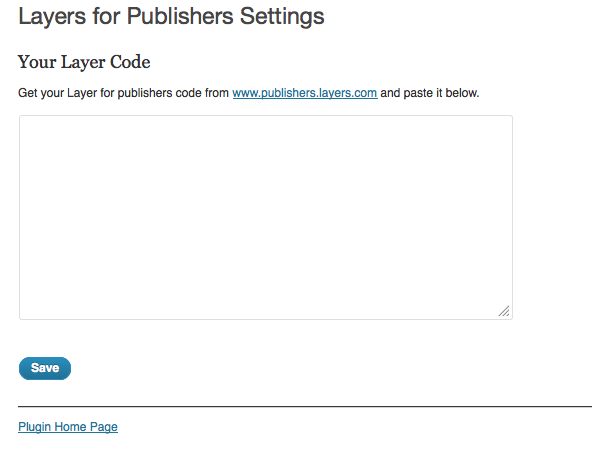 Layers for Publishers Settings
Your Layer Code
Get your Layer for publishers code from www.publishers.layers.com and paste it below.
Save
Plugin Home Page